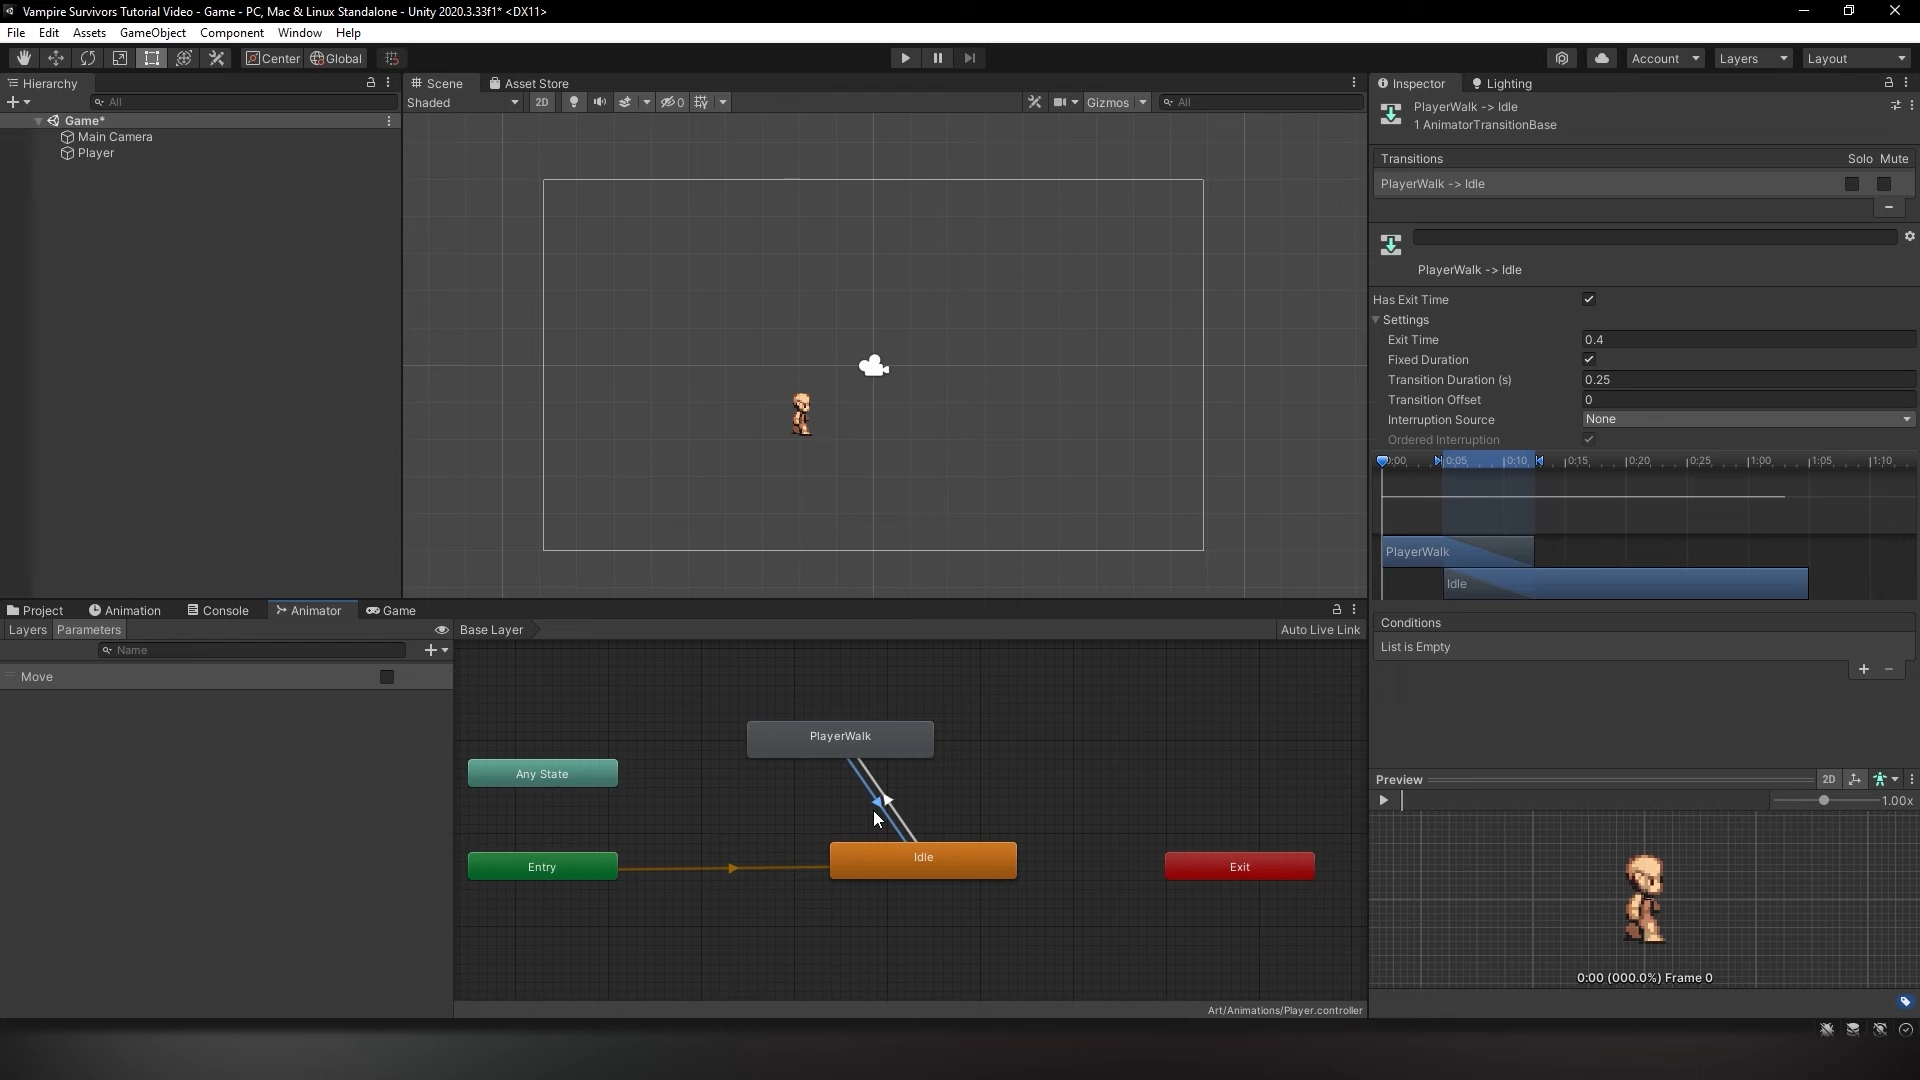 Vampire Survivors Tutorial Video - Game - PC, Mac & Linux Standalone - Unity 2020.3.33f1* <DX11>
File Edit Assets GameObject Component Window Help
Center Global Account Layers Layout
Hierarchy
All
Game*
Main Camera
Player
Scene Asset Store
Shaded 2D 0 Gizmos All
Inspector Lighting
PlayerWalk -> Idle
1 AnimatorTransitionBase
Transitions Solo Mute
PlayerWalk -> Idle
PlayerWalk -> Idle
Has Exit Time
Settings
Exit Time 0.4
Fixed Duration
Transition Duration (s) 0.25
Transition Offset 0
Interruption Source None
Ordered Interruption
0:00 0:05 0:10 0:15 0:20 0:25 1:00 1:05 1:10
PlayerWalk
Idle
Conditions
List is Empty
Project Animation Console Animator Game
Layers Parameters Base Layer Auto Live Link
Name
Move
PlayerWalk
Any State
Idle
Entry
Exit
Art/Animations/Player.controller
Preview 2D
1.00x
0:00 (000.0%) Frame 0